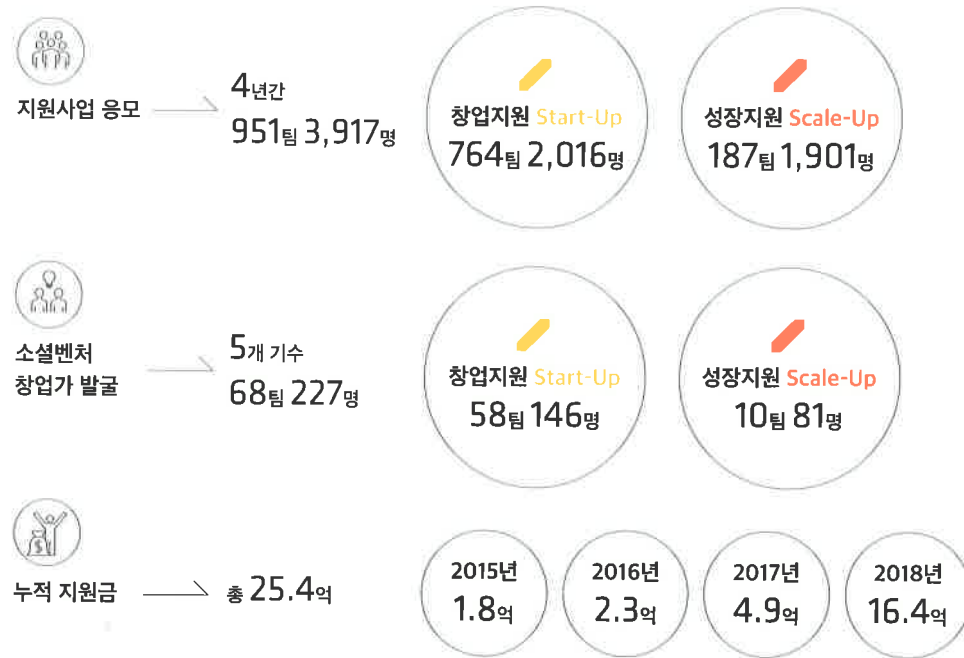 지원사업 응모
4년간
951팀 3,917명
창업지원 Start-Up
764팀 2,016명
성장지원 Scale-Up
187팀 1,901명
소셜벤처
창업가 발굴
5개 기수
68팀 227명
창업지원 Start-Up
58팀 146명
성장지원 Scale-Up
10팀 81명
누적 지원금
총 25.4억
2015년
1.8억
2016년
2.3억
2017년
4.9억
2018년
16.4억